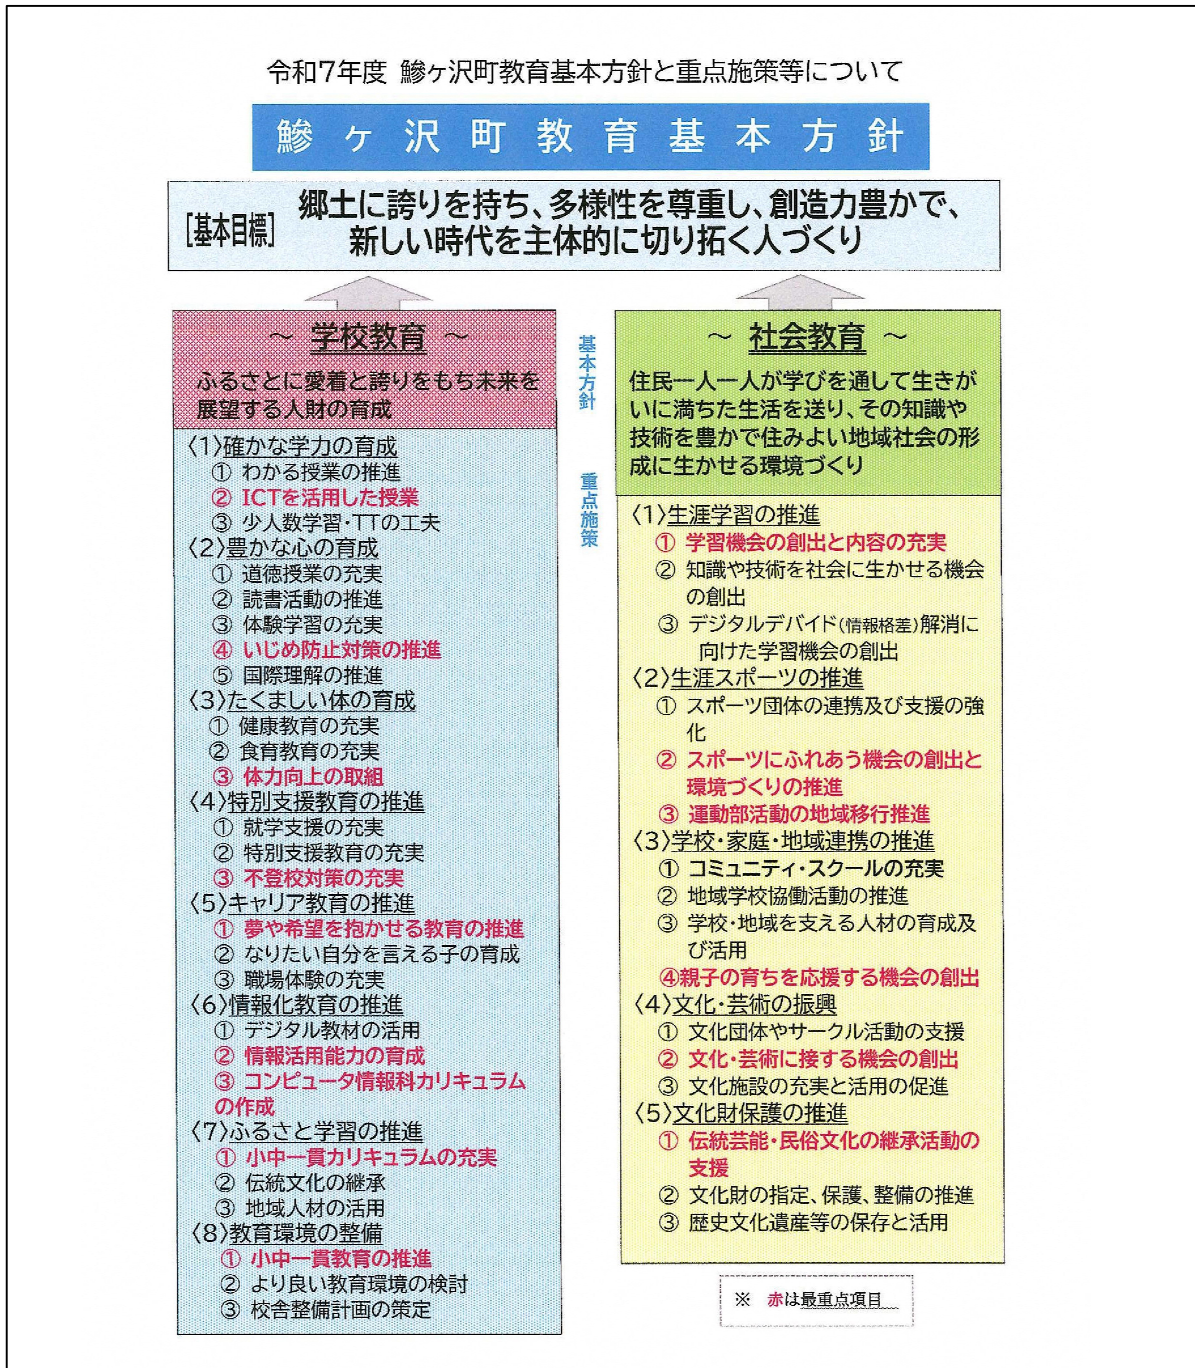 令和7年度 鰺ヶ沢町教育基本方針と重点施策等について
鰺ヶ沢町教育基本方針
[基本目標]
郷土に誇りを持ち、多様性を尊重し、創造力豊かで、
新しい時代を主体的に切り拓く人づくり
～ 学校教育 ～
ふるさとに愛着と誇りをもち未来を
展望する人財の育成
〈1〉確かな学力の育成
① わかる授業の推進
② ICTを活用した授業
③ 少人数学習・TTの工夫
〈2〉豊かな心の育成
① 道徳授業の充実
② 読書活動の推進
③ 体験学習の充実
④ いじめ防止対策の推進
⑤ 国際理解の推進
〈3〉たくましい体の育成
① 健康教育の充実
② 食育教育の充実
③ 体力向上の取組
〈4〉特別支援教育の推進
① 就学支援の充実
② 特別支援教育の充実
③ 不登校対策の充実
〈5〉キャリア教育の推進
① 夢や希望を抱かせる教育の推進
② なりたい自分を言える子の育成
③ 職場体験の充実
〈6〉情報化教育の推進
① デジタル教材の活用
② 情報活用能力の育成
③ コンピュータ情報科カリキュラム
の作成
〈7〉ふるさと学習の推進
① 小中一貫カリキュラムの充実
② 伝統文化の継承
③ 地域人材の活用
〈8〉教育環境の整備
① 小中一貫教育の推進
② より良い教育環境の検討
③ 校舎整備計画の策定
基本方針
重点施策
～ 社会教育 ～
住民一人一人が学びを通して生きが
いに満ちた生活を送り、その知識や
技術を豊かで住みよい地域社会の形
成に生かせる環境づくり
〈1〉生涯学習の推進
① 学習機会の創出と内容の充実
② 知識や技術を社会に生かせる機会
の創出
③ デジタルデバイド(情報格差)解消に
向けた学習機会の創出
〈2〉生涯スポーツの推進
① スポーツ団体の連携及び支援の強
化
② スポーツにふれあう機会の創出と
環境づくりの推進
③ 運動部活動の地域移行推進
〈3〉学校・家庭・地域連携の推進
① コミュニティ・スクールの充実
② 地域学校協働活動の推進
③ 学校・地域を支える人材の育成及
び活用
④親子の育ちを応援する機会の創出
〈4〉文化・芸術の振興
① 文化団体やサークル活動の支援
② 文化・芸術に接する機会の創出
③ 文化施設の充実と活用の促進
〈5〉文化財保護の推進
① 伝統芸能・民俗文化の継承活動の
支援
② 文化財の指定、保護、整備の推進
③ 歴史文化遺産等の保存と活用
※ 赤は最重点項目